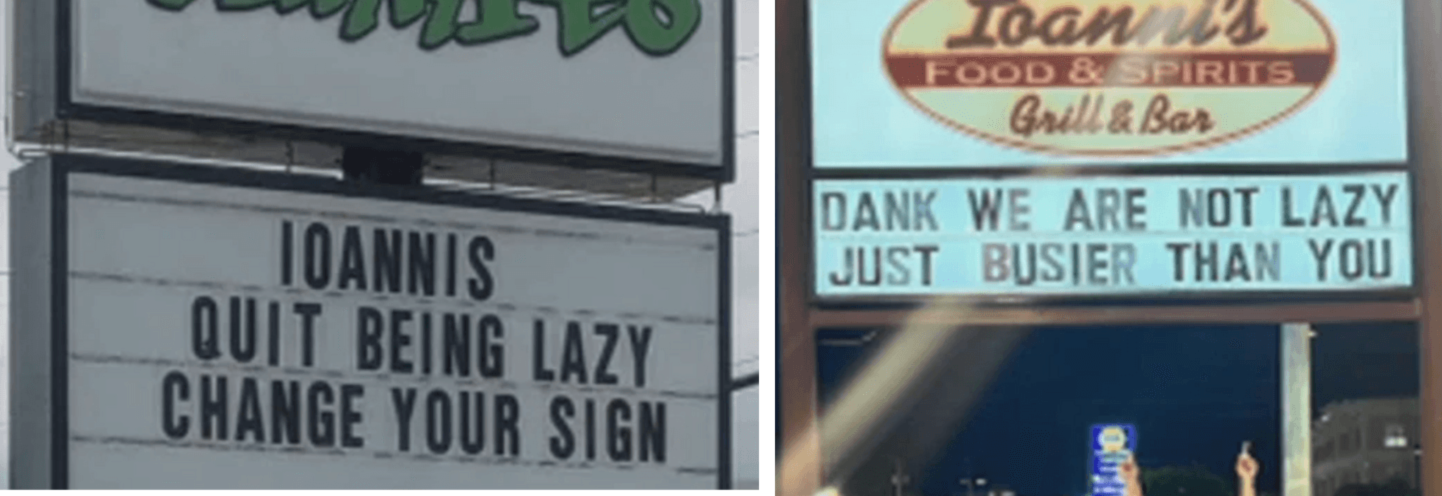 IOANNIS
QUIT BEING LAZY
CHANGE YOUR SIGN
Ioanni's
FOOD & SPIRITS
Grill & Bar
DANK WE ARE NOT LAZY
JUST BUSIER THAN YOU